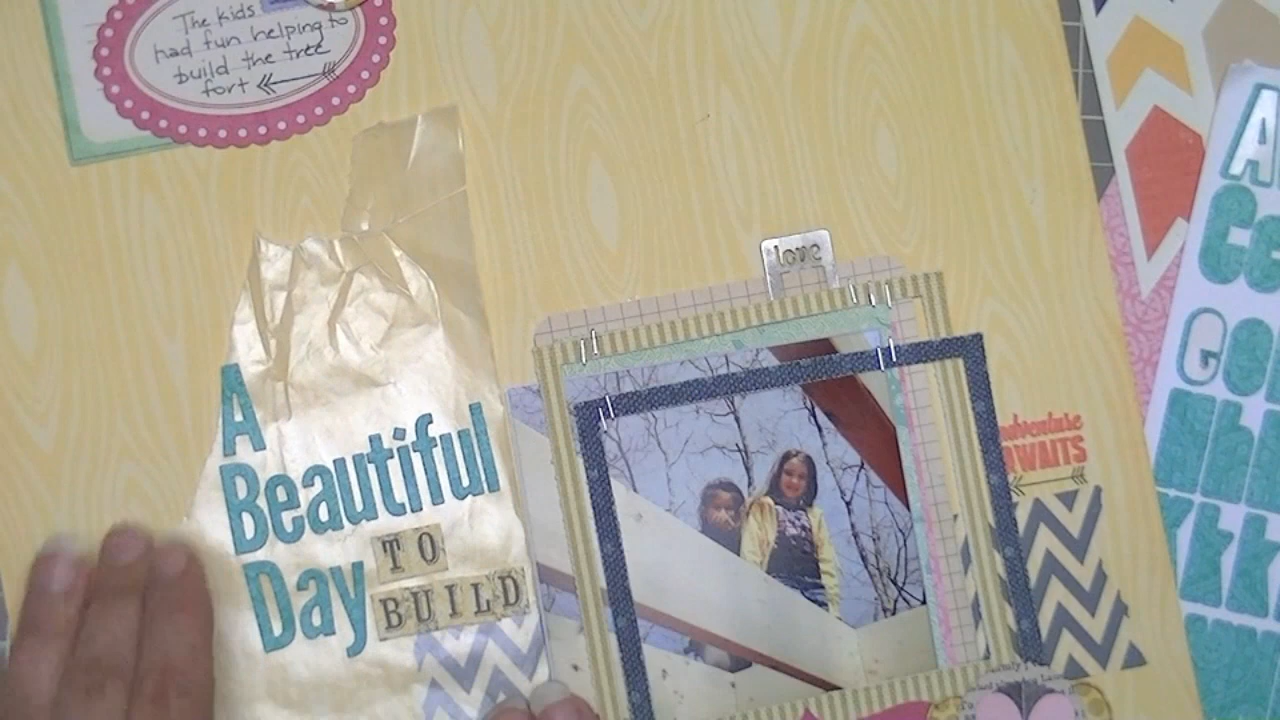 The kids
had fun helping to
build the tree
fort
love
A
Beautiful
Day
TO
BUILD
adventure
AWAITS